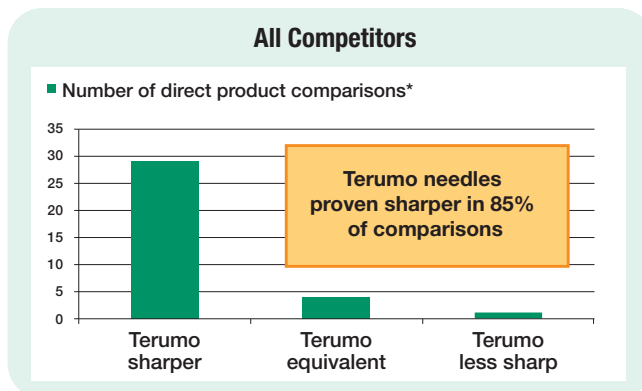 All Competitors
Number of direct product comparisons*
35
30
25
20
15
10
5
0
Terumo needles
proven sharper in 85%
of comparisons
Terumo
sharper
Terumo
equivalent
Terumo
less sharp